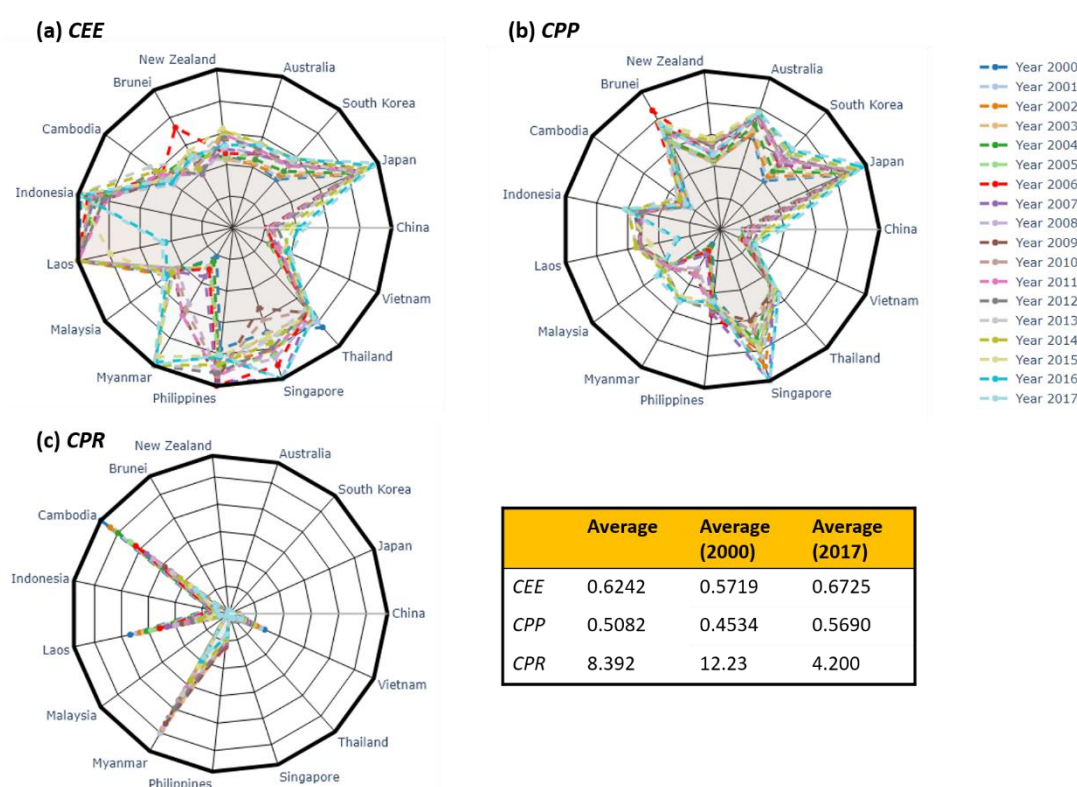 (a) CEE
New Zealand
Australia
South Korea
Japan
China
Vietnam
Thailand
Singapore
Philippines
Myanmar
Malaysia
Laos
Indonesia
Cambodia
Brunei
(b) CPP
New Zealand
Australia
South Korea
Japan
China
Vietnam
Thailand
Singapore
Philippines
Myanmar
Malaysia
Laos
Indonesia
Cambodia
Brunei
Year 2000
Year 2001
Year 2002
Year 2003
Year 2004
Year 2005
Year 2006
Year 2007
Year 2008
Year 2009
Year 2010
Year 2011
Year 2012
Year 2013
Year 2014
Year 2015
Year 2016
Year 2017
(c) CPR
New Zealand
Australia
South Korea
Japan
China
Vietnam
Thailand
Singapore
Philippines
Myanmar
Malaysia
Laos
Indonesia
Cambodia
Brunei
Average Average Average
(2000) (2017)
CEE 0.6242 0.5719 0.6725
CPP 0.5082 0.4534 0.5690
CPR 8.392 12.23 4.200